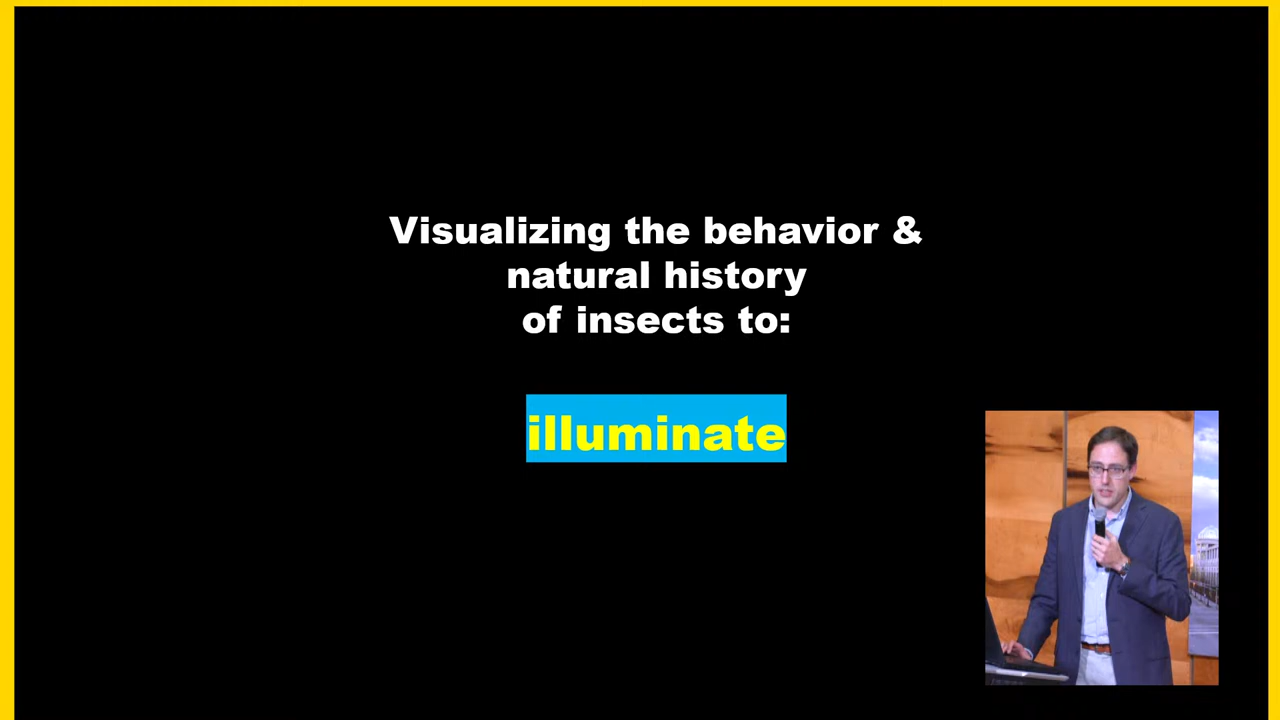 Visualizing the behavior &
natural history
of insects to:
illuminate